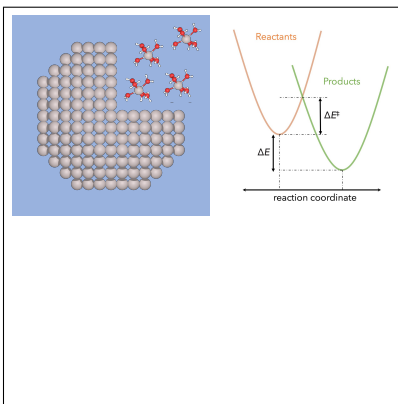 Reactants
Products
ΔE‡
ΔE
reaction coordinate